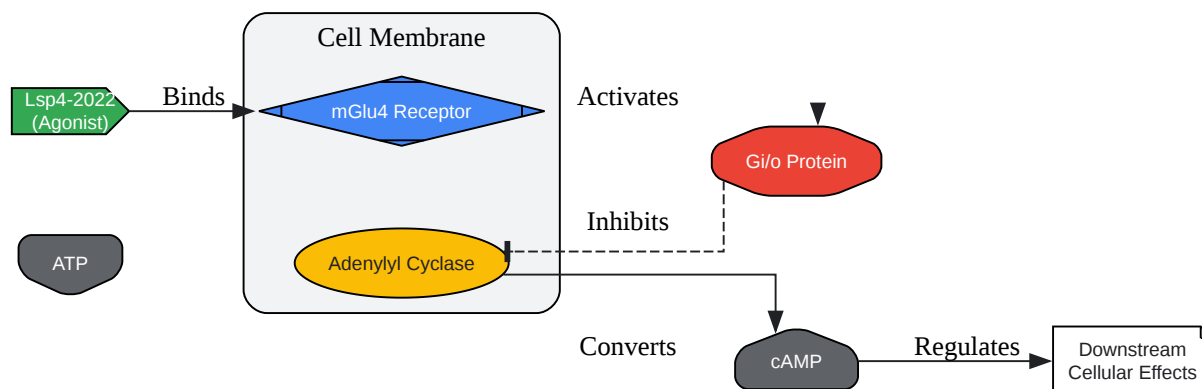 Cell Membrane
Lsp4-2022
(Agonist)
Binds
mGlu4 Receptor
Activates
Gi/o Protein
Inhibits
ATP
Adenylyl Cyclase
Converts
cAMP
Regulates
Downstream
Cellular Effects